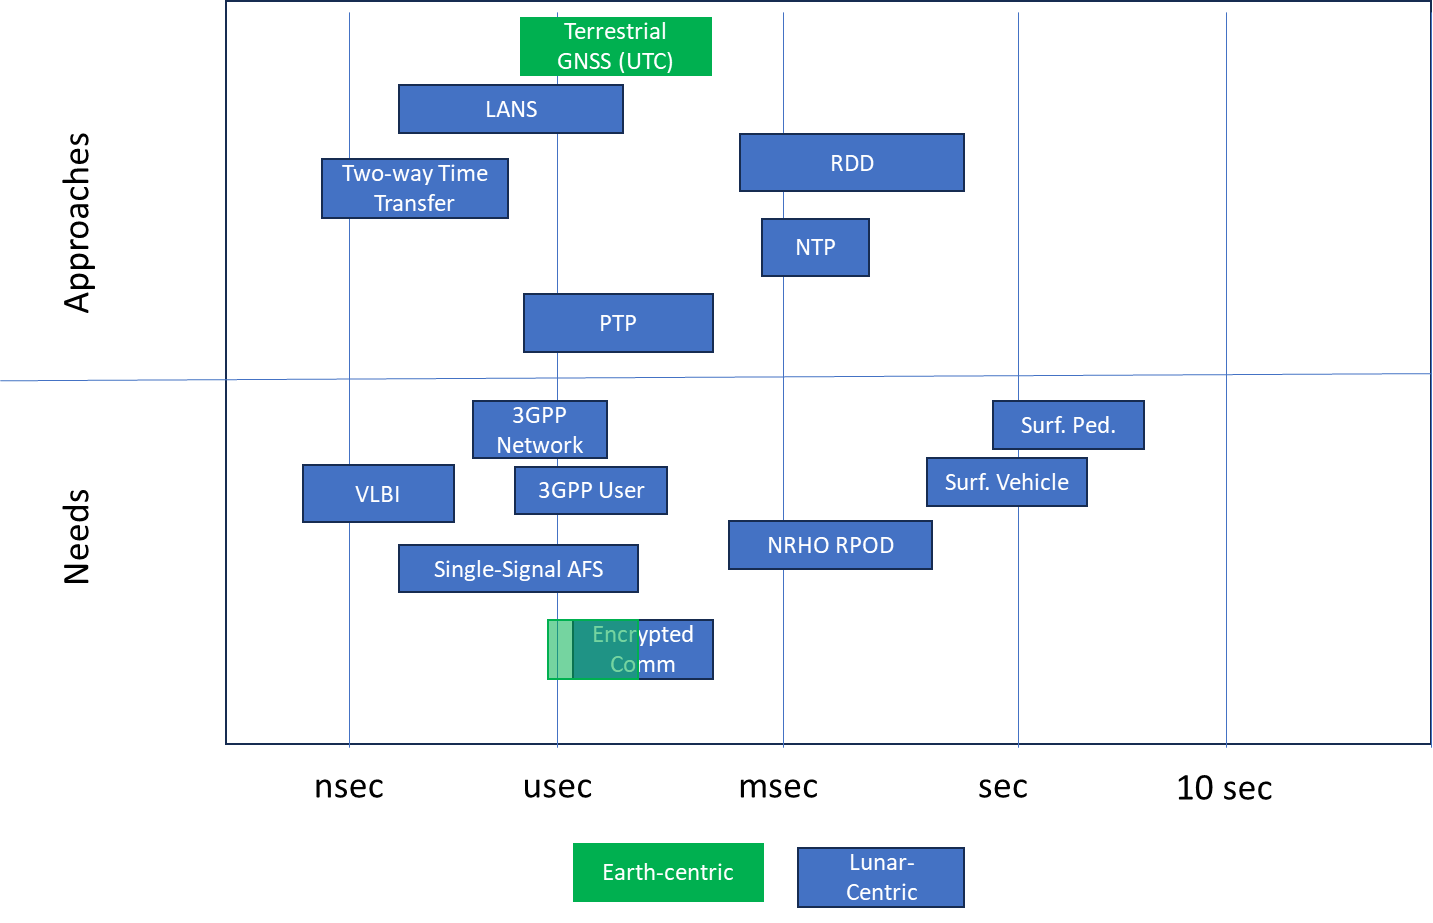 Approaches
Terrestrial
GNSS (UTC)
LANS
RDD
Two-way Time
Transfer
NTP
PTP
Needs
3GPP
Network
Surf. Ped.
Surf. Vehicle
VLBI
3GPP User
NRHO RPOD
Single-Signal AFS
Encrypted
Comm
nsec
usec
msec
sec
10 sec
Earth-centric
Lunar-
Centric